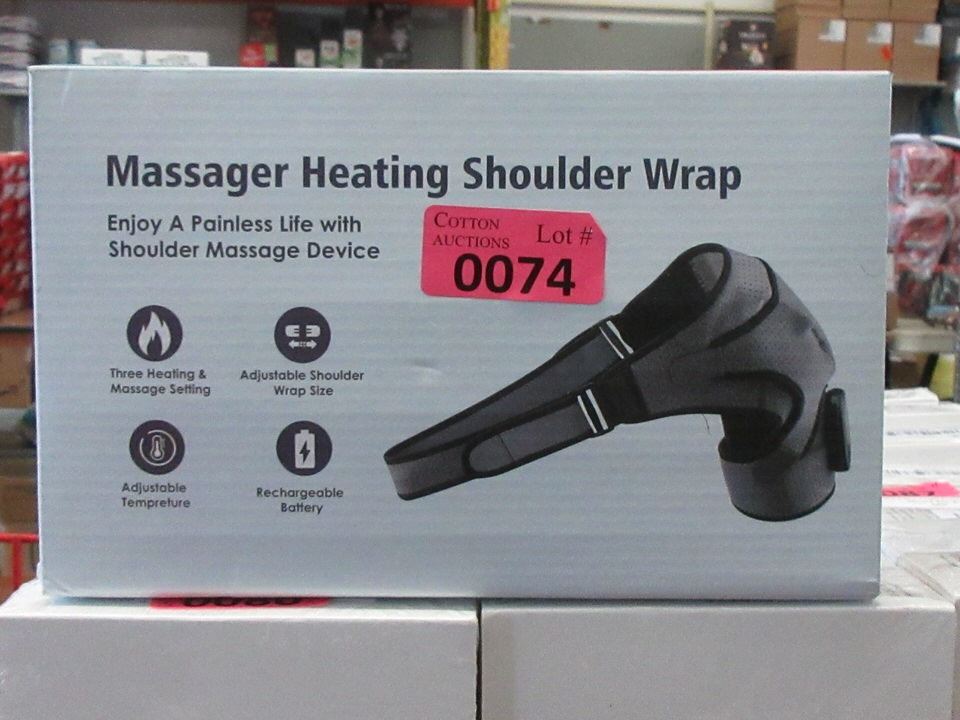 Massager Heating Shoulder Wrap
Enjoy A Painless Life with
Shoulder Massage Device
COTTON
AUCTIONS
Lot #
0074
Three Heating &
Massage Setting
Adjustable Shoulder
Wrap Size
Adjustable
Tempreture
Rechargeable
Battery